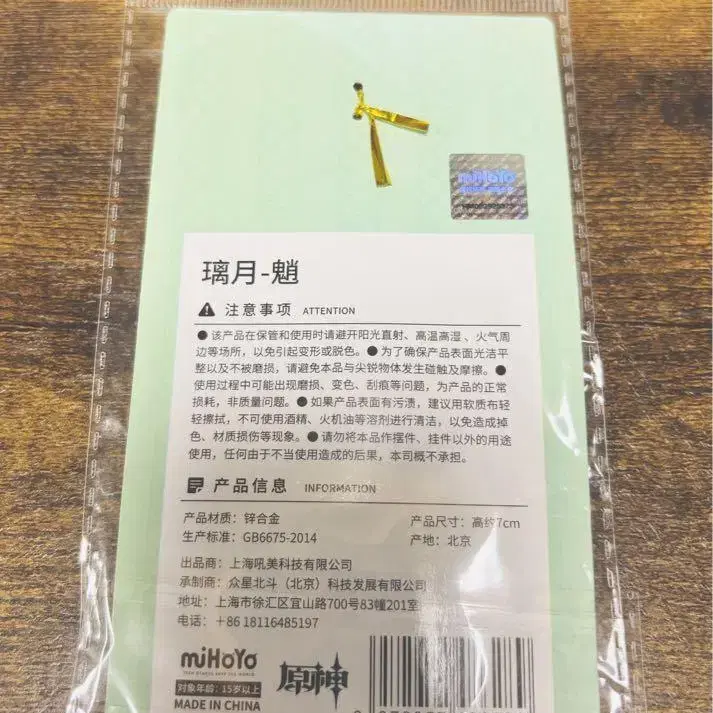 miHoYo
璃月-魈
注意事项 ATTENTION
●该产品在保管和使用时请避开阳光直射、高温高湿、火气周
边等场所，以免引起变形或脱色。●为了确保产品表面光洁平
整以及不被磨损，请避免本品与尖锐物体发生碰触及摩擦。●
使用过程中可能出现磨损、变色、刮痕等问题，为产品的正常
损耗，非质量问题。●如果产品表面有污渍，建议用软质布轻
轻擦拭，不可使用酒精、火机油等溶剂进行清洁，以免造成掉
色、材质损伤等现象。●请勿将本品作摆件、挂件以外的用途
使用，任何由于不当使用造成的后果，本司概不承担。
产品信息 INFORMATION
产品材质：锌合金 产品尺寸：高约7cm
生产标准：GB6675-2014 产地：北京
出品商：上海吼美科技有限公司
承制商：众星北斗（北京）科技发展有限公司
地址：上海市徐汇区宜山路700号83幢201室
电话：＋86 18116485197
miHoYo 原神
TECH OTAKUS SAVE THE WORLD
对象年龄：15岁以上
MADE IN CHINA